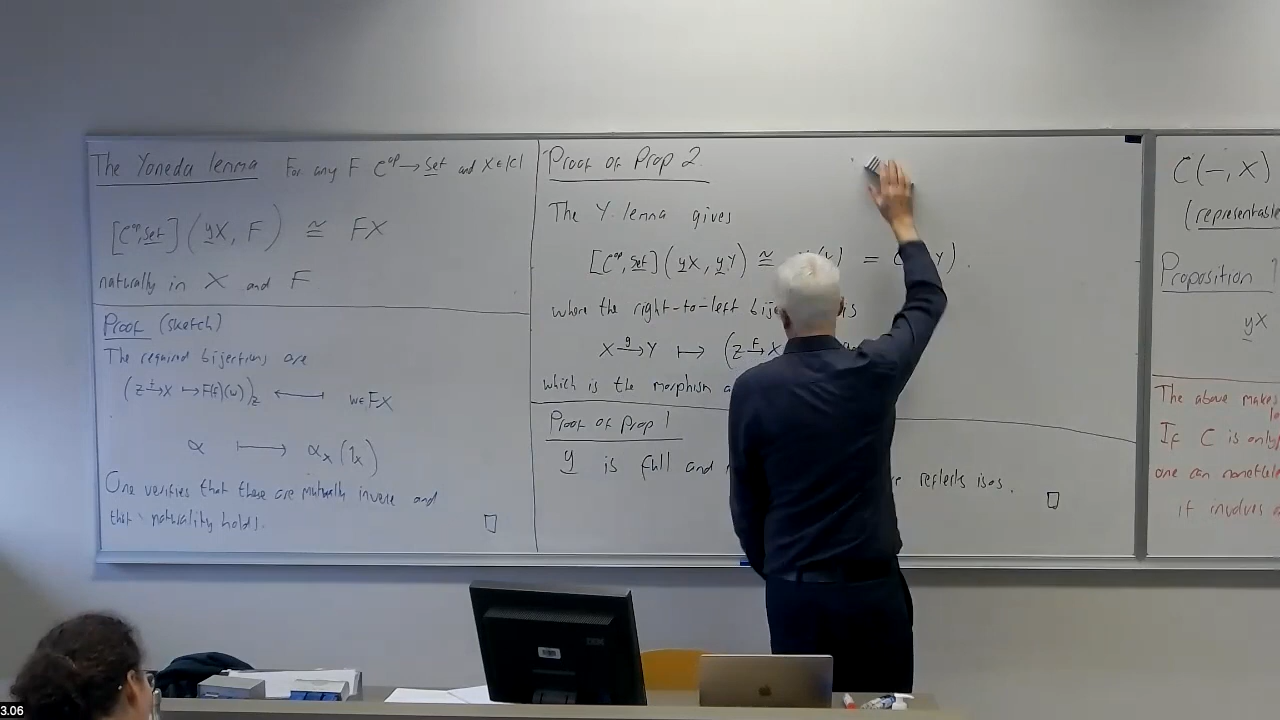 The Yoneda lemma For any F C^op → Set and X∈|C|
[C^op, Set](yX, F) ≅ FX
naturally in X and F
Proof (sketch)
The required bijections are
(Z →^f X ↦ F(f)(w))_Z ⟵ w∈FX
α ⟼ α_X(1_X)
One verifies that these are mutually inverse and
that naturality holds. □
Proof of Prop 2.
The Y. lemma gives
[C^op, Set](yX, yY) ≅ = Y).
where the right-to-left is
X →^g Y ↦ (Z →^f X
which is the morphism
Proof of Prop 1
y is full and reflects isos. □
C(-, X)
(representable
Proposition 1
yX
The above makes
If C is only
one can nonetheless
it involves
3.06